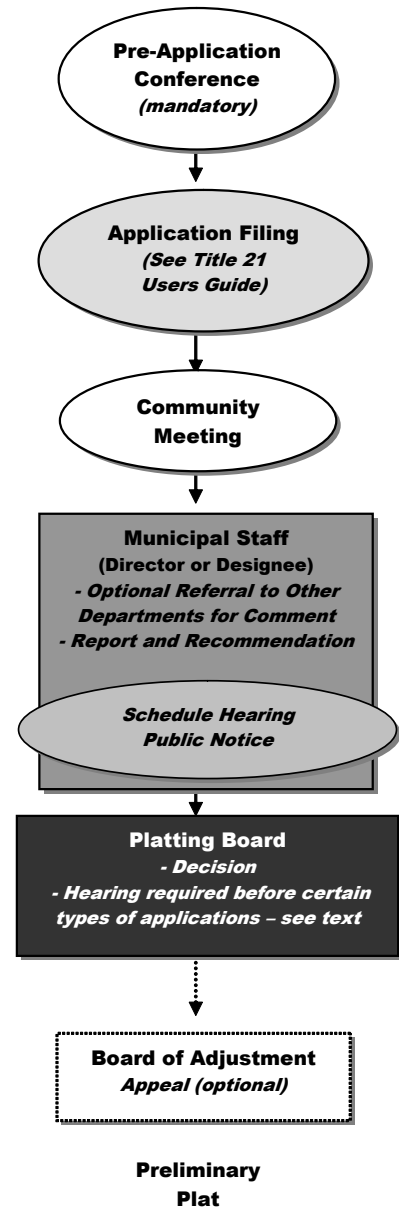 Pre-Application
Conference
(mandatory)
Application Filing
(See Title 21
Users Guide)
Community
Meeting
Municipal Staff
(Director or Designee)
- Optional Referral to Other
Departments for Comment
- Report and Recommendation
Schedule Hearing
Public Notice
Platting Board
- Decision
- Hearing required before certain
types of applications – see text
Board of Adjustment
Appeal (optional)
Preliminary
Plat